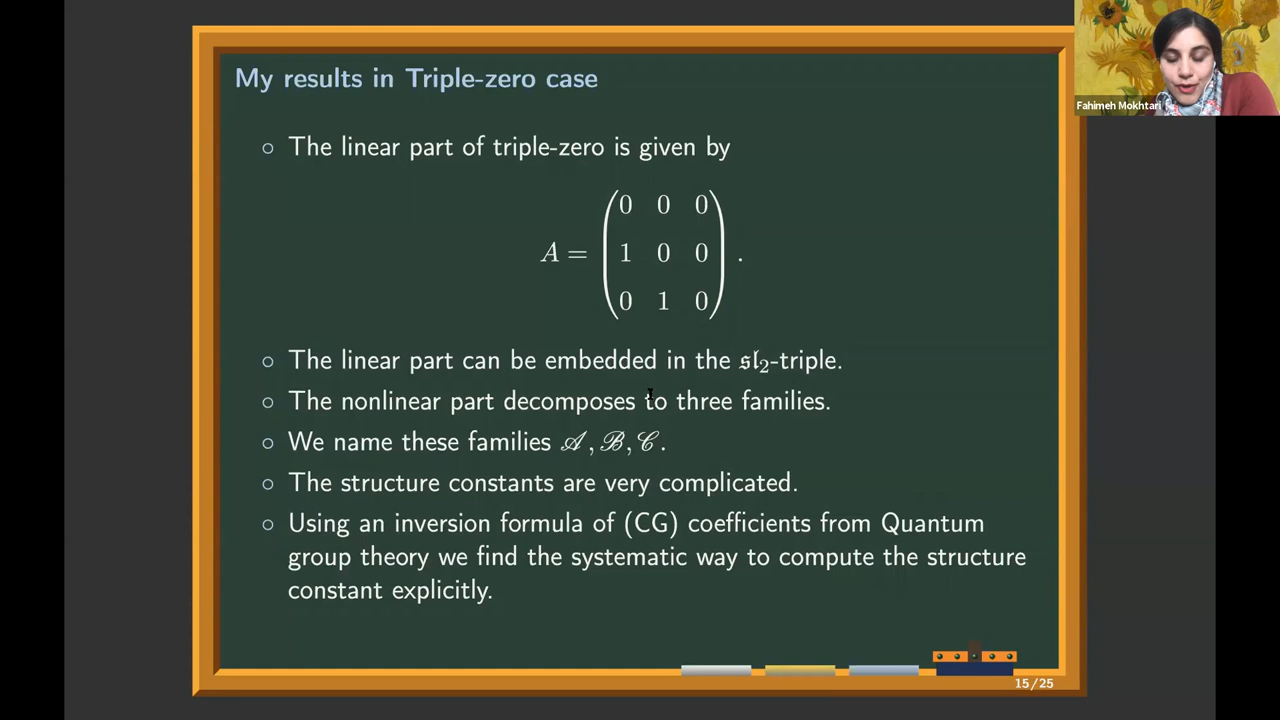 My results in Triple-zero case
Fahimeh Mokhtari
○ The linear part of triple-zero is given by
0 0 0
A = 1 0 0 .
0 1 0
○ The linear part can be embedded in the 𝔰𝔩₂-triple.
○ The nonlinear part decomposes to three families.
○ We name these families 𝒜, ℬ, 𝒞.
○ The structure constants are very complicated.
○ Using an inversion formula of (CG) coefficients from Quantum
group theory we find the systematic way to compute the structure
constant explicitly.
15/25